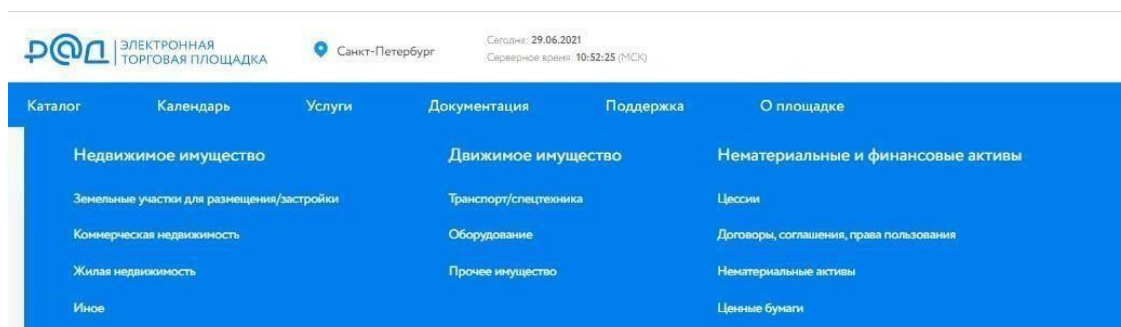 РАД
ЭЛЕКТРОННАЯ
ТОРГОВАЯ ПЛОЩАДКА
Санкт-Петербург
Сегодня: 29.06.2021
Серверное время: 10:52:25 (МСК)
Каталог Календарь Услуги Документация Поддержка О площадке
Недвижимое имущество Движимое имущество Нематериальные и финансовые активы
Земельные участки для размещения/застройки Транспорт/спецтехника Цессии
Коммерческая недвижимость Оборудование Договоры, соглашения, права пользования
Жилая недвижимость Прочее имущество Нематериальные активы
Иное Ценные бумаги